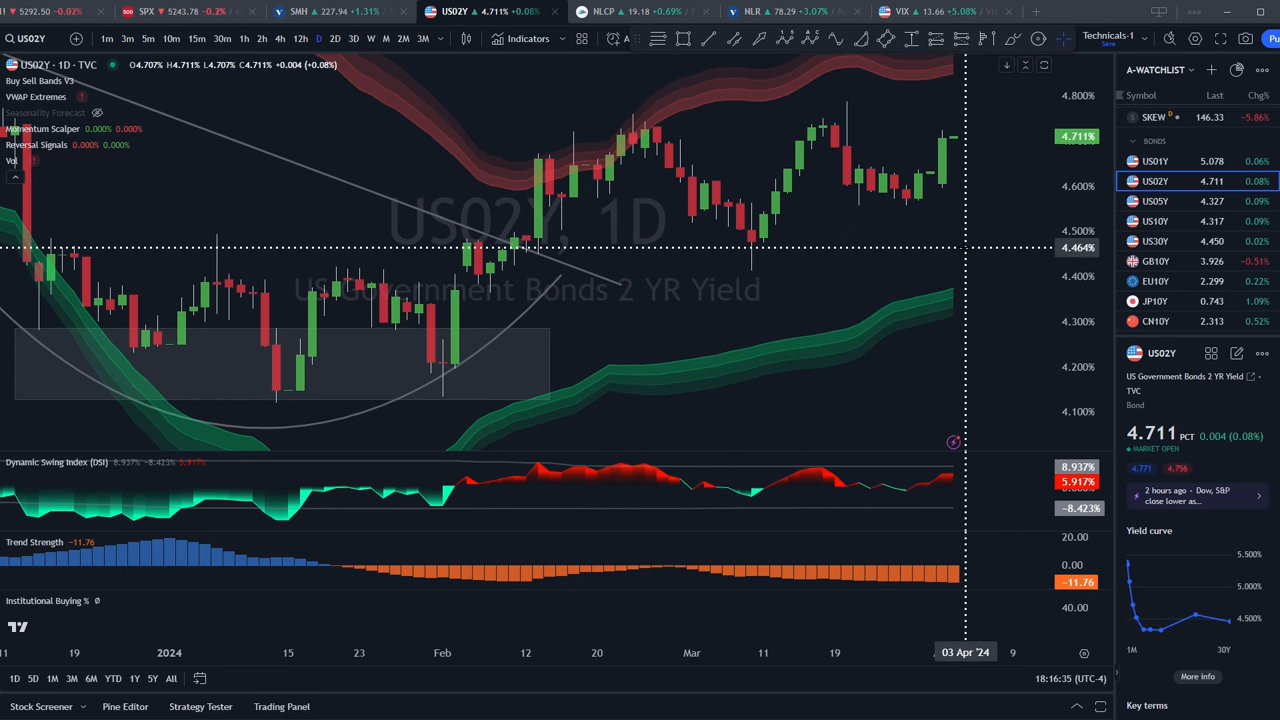 5292.50 −0.02%
500 SPX ▼ 5243.78 −0.2%
V SMH ▲ 227.94 +1.31%
US02Y ▲ 4.711% +0.08%
NLCP ▲ 19.18 +0.69%
V NLR ▲ 78.29 +3.07%
VIX ▲ 13.66 +5.08%
US02Y
1m 3m 5m 10m 15m 30m 1h 2h 4h 12h D 2D 3D W M 2M 3M
Indicators
Technicals-1
Save
US02Y · 1D · TVC O4.707% H4.711% L4.707% C4.711% +0.004 (+0.08%)
Buy Sell Bands V3
VWAP Extremes
Seasonality Forecast
Momentum Scalper 0.000% 0.000%
Reversal Signals 0.000% 0.000%
Vol
US02Y, 1D
US Government Bonds 2 YR Yield
4.800%
4.711%
4.600%
4.500%
4.464%
4.400%
4.300%
4.200%
4.100%
Dynamic Swing Index (DSI) 8.937% −8.423% 5.917%
8.937%
5.917%
−8.423%
Trend Strength −11.76
20.00
0.00
−11.76
Institutional Buying % Ø
40.00
11 19 2024 15 23 Feb 12 20 Mar 11 19 03 Apr '24 9
1D 5D 1M 3M 6M YTD 1Y 5Y All
18:16:35 (UTC-4)
Stock Screener Pine Editor Strategy Tester Trading Panel
A-WATCHLIST
Symbol Last Chg%
S SKEW D 146.33 −5.86%
BONDS
US01Y 5.078 0.06%
US02Y 4.711 0.08%
US05Y 4.327 0.09%
US10Y 4.317 0.09%
US30Y 4.450 0.02%
GB10Y 3.926 −0.51%
EU10Y 2.299 0.22%
JP10Y 0.743 1.09%
CN10Y 2.313 0.52%
US02Y
US Government Bonds 2 YR Yield ·
TVC
Bond
4.711 PCT 0.004 (0.08%)
MARKET OPEN
4.771 4.756
2 hours ago · Dow, S&P
close lower as...
Yield curve
5.500%
5.000%
4.500%
1M 30Y
More info
Key terms